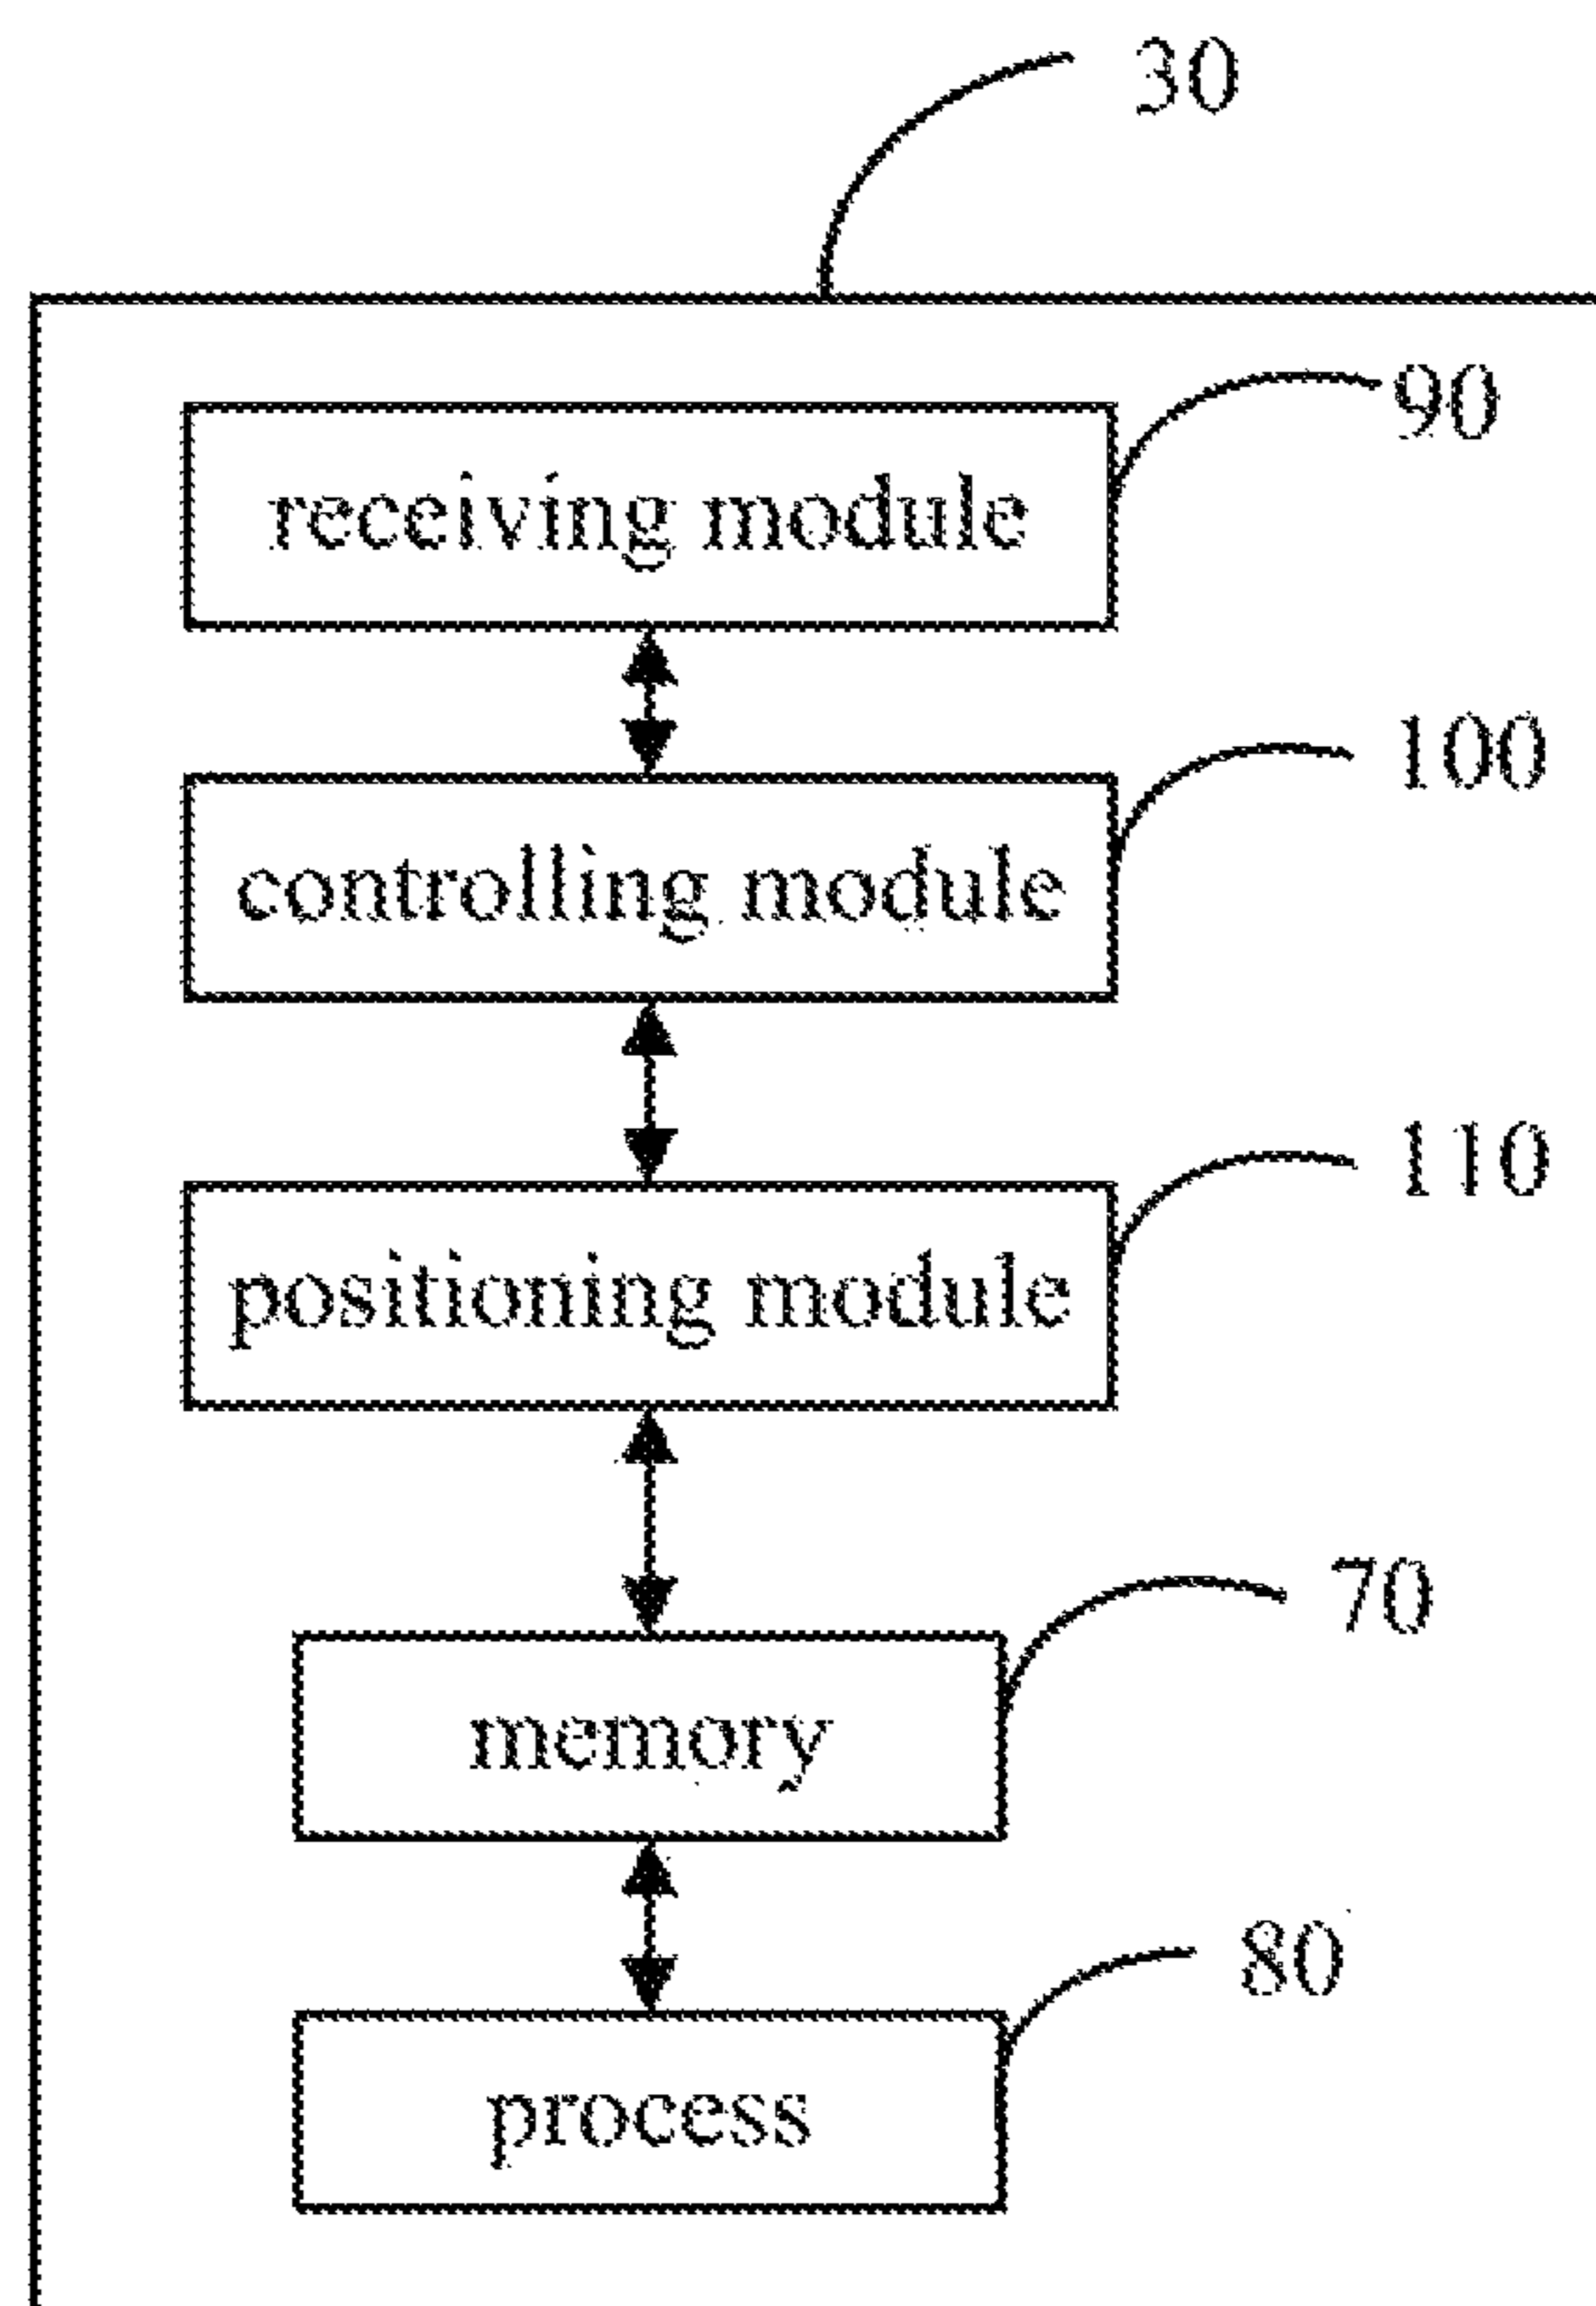 30
90
receiving module
100
controlling module
110
positioning module
70
memory
80
process